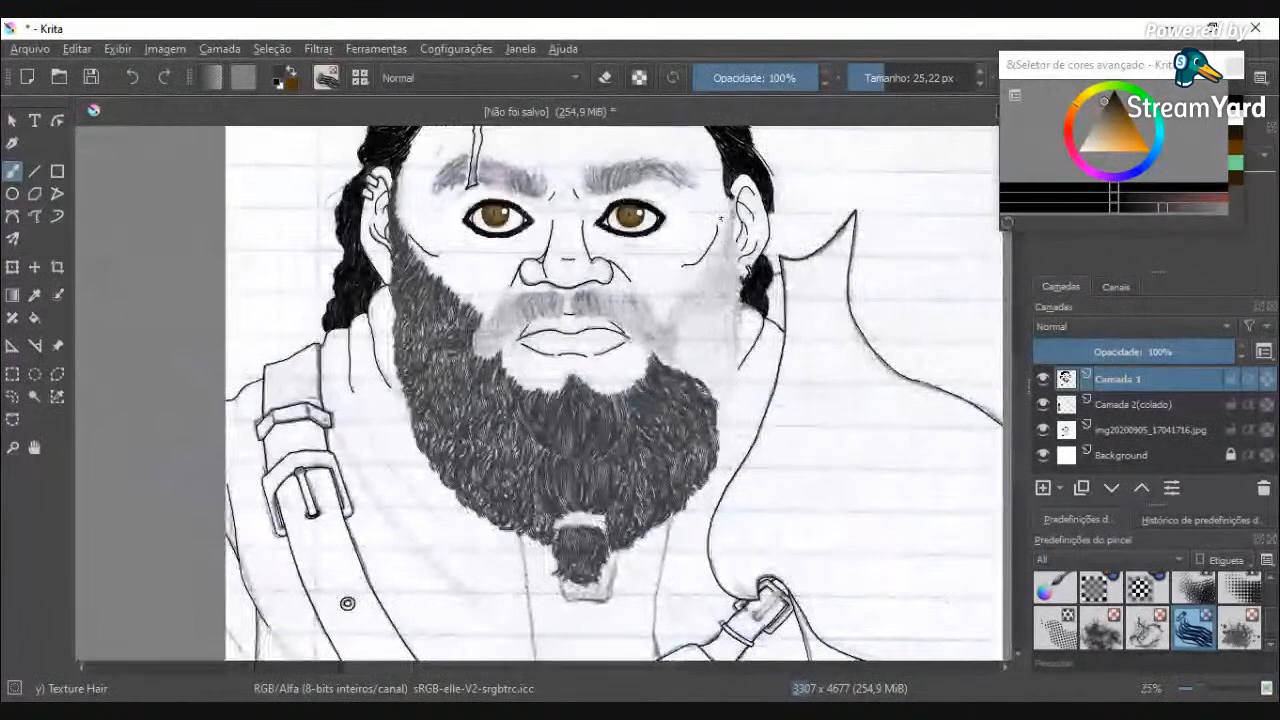 * - Krita
Powered by
Arquivo Editar Exibir Imagem Camada Seleção Filtrar Ferramentas Configurações Janela Ajuda
&Seletor de cores avançado - Krit
StreamYard
Normal
Opacidade: 100%
Tamanho: 25,22 px
[Não foi salvo] (254,9 MiB) *
Camadas Canais
Camadas
Normal
Opacidade: 100%
Camada 1
Camada 2(colado)
img20200905_17041716.jpg
Background
Predefinições d... Histórico de predefinições d...
Predefinições do pincel
All
Etiqueta
Pesquisar
y) Texture Hair
RGB/Alfa (8-bits inteiros/canal) sRGB-elle-V2-srgbtrc.icc
3307 x 4677 (254,9 MiB)
25%